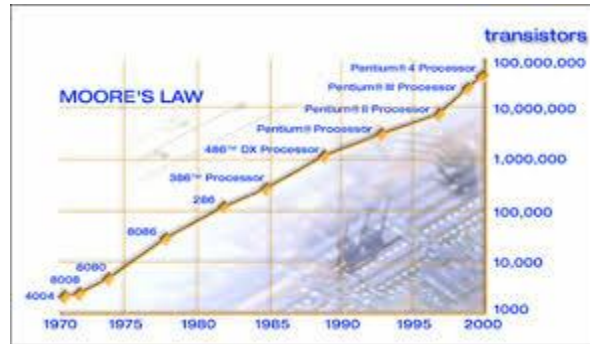 transistors
100,000,000
Pentium® 4 Processor
Pentium® III Processor
MOORE'S LAW
10,000,000
Pentium® II Processor
Pentium® Processor
486™ DX Processor
1,000,000
386™ Processor
286
100,000
8086
8080
10,000
8008
4004
1000
1970 1975 1980 1985 1990 1995 2000